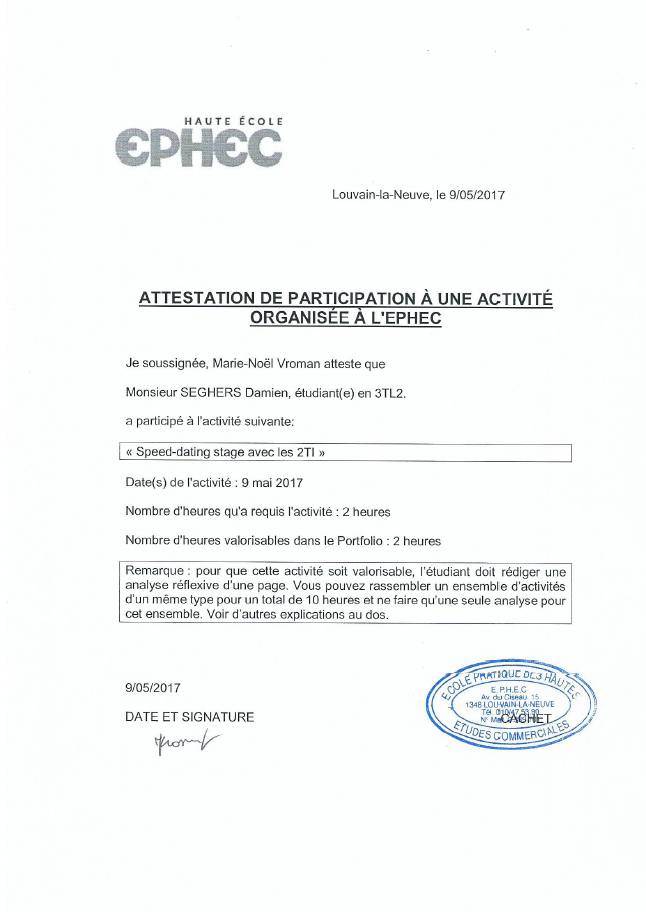 HAUTE ÉCOLE
EPHEC
Louvain-la-Neuve, le 9/05/2017
ATTESTATION DE PARTICIPATION À UNE ACTIVITÉ
ORGANISÉE À L'EPHEC
Je soussignée, Marie-Noël Vroman atteste que
Monsieur SEGHERS Damien, étudiant(e) en 3TL2.
a participé à l'activité suivante:
« Speed-dating stage avec les 2TI »
Date(s) de l'activité : 9 mai 2017
Nombre d'heures qu'a requis l'activité : 2 heures
Nombre d'heures valorisables dans le Portfolio : 2 heures
Remarque : pour que cette activité soit valorisable, l'étudiant doit rédiger une
analyse réflexive d'une page. Vous pouvez rassembler un ensemble d'activités
d'un même type pour un total de 10 heures et ne faire qu'une seule analyse pour
cet ensemble. Voir d'autres explications au dos.
9/05/2017
DATE ET SIGNATURE
ECOLE PRATIQUE DES HAUTES
E.P.H.E.C
Av. du Ciseau, 15
1348 LOUVAIN-LA-NEUVE
Tél. 010/47.53.90
N°
CACHET
ETUDES COMMERCIALES